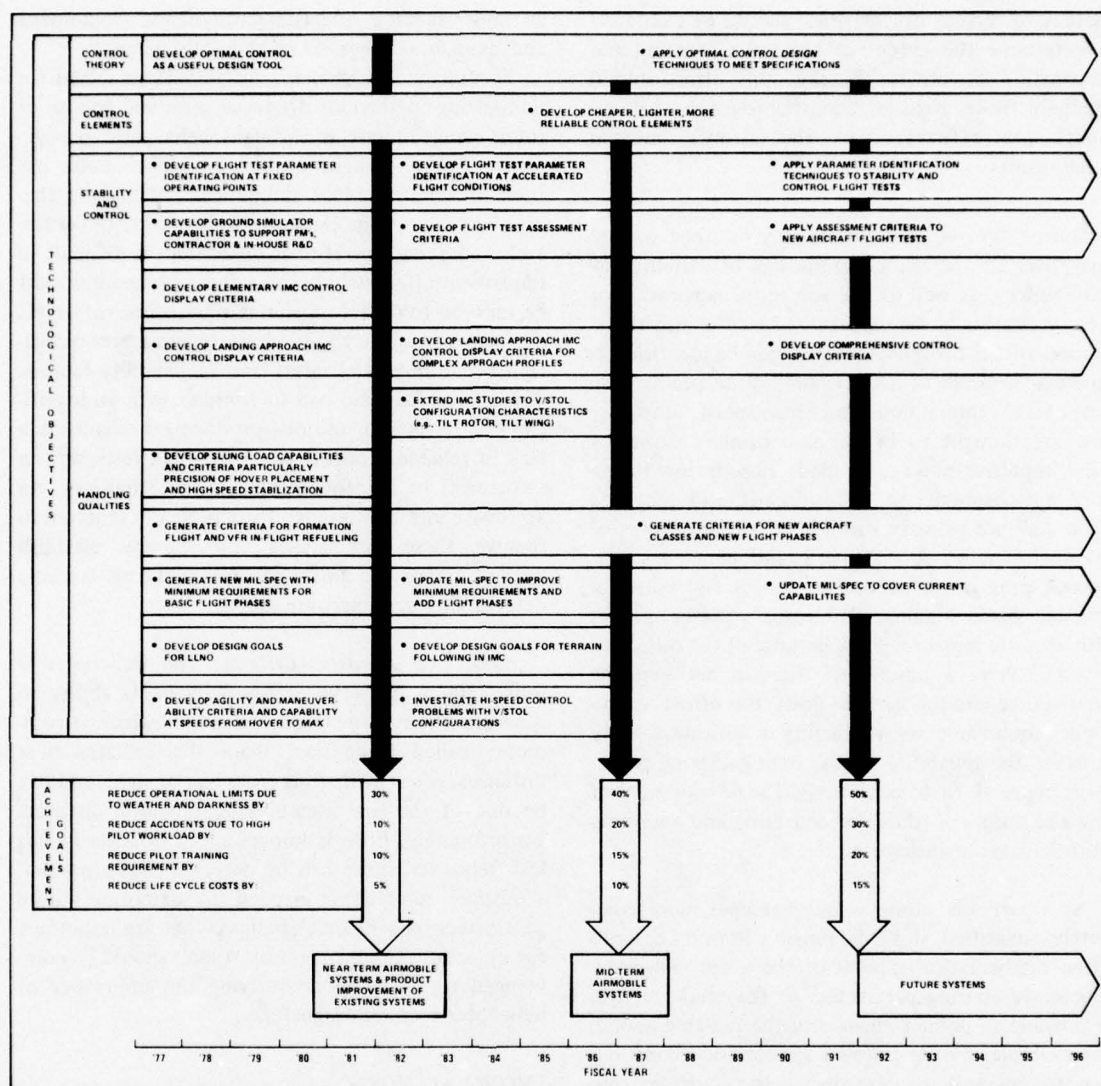 CONTROL
THEORY
DEVELOP OPTIMAL CONTROL
AS A USEFUL DESIGN TOOL
• APPLY OPTIMAL CONTROL DESIGN
TECHNIQUES TO MEET SPECIFICATIONS
CONTROL
ELEMENTS
• DEVELOP CHEAPER, LIGHTER, MORE
RELIABLE CONTROL ELEMENTS
TECHNOLOGICAL OBJECTIVES
STABILITY
AND
CONTROL
• DEVELOP FLIGHT TEST PARAMETER
IDENTIFICATION AT FIXED
OPERATING POINTS
• DEVELOP FLIGHT TEST PARAMETER
IDENTIFICATION AT ACCELERATED
FLIGHT CONDITIONS
• APPLY PARAMETER IDENTIFICATION
TECHNIQUES TO STABILITY AND
CONTROL FLIGHT TESTS
• DEVELOP GROUND SIMULATOR
CAPABILITIES TO SUPPORT PM's,
CONTRACTOR & IN-HOUSE R&D
• DEVELOP FLIGHT TEST ASSESSMENT
CRITERIA
• APPLY ASSESSMENT CRITERIA TO
NEW AIRCRAFT FLIGHT TESTS
HANDLING
QUALITIES
• DEVELOP ELEMENTARY IMC CONTROL
DISPLAY CRITERIA
• DEVELOP LANDING APPROACH IMC
CONTROL DISPLAY CRITERIA
• DEVELOP LANDING APPROACH IMC
CONTROL DISPLAY CRITERIA FOR
COMPLEX APPROACH PROFILES
• DEVELOP COMPREHENSIVE CONTROL
DISPLAY CRITERIA
• EXTEND IMC STUDIES TO V/STOL
CONFIGURATION CHARACTERISTICS
(e.g., TILT ROTOR, TILT WING)
• DEVELOP SLUNG LOAD CAPABILITIES
AND CRITERIA PARTICULARLY
PRECISION OF HOVER PLACEMENT
AND HIGH SPEED STABILIZATION
• GENERATE CRITERIA FOR FORMATION
FLIGHT AND VFR IN-FLIGHT REFUELING
• GENERATE CRITERIA FOR NEW AIRCRAFT
CLASSES AND NEW FLIGHT PHASES
• GENERATE NEW MIL-SPEC WITH
MINIMUM REQUIREMENTS FOR
BASIC FLIGHT PHASES
• UPDATE MIL-SPEC TO IMPROVE
MINIMUM REQUIREMENTS AND
ADD FLIGHT PHASES
• UPDATE MIL-SPEC TO COVER CURRENT
CAPABILITIES
• DEVELOP DESIGN GOALS
FOR LLNO
• DEVELOP DESIGN GOALS FOR TERRAIN
FOLLOWING IN IMC
• DEVELOP AGILITY AND MANEUVER
ABILITY CRITERIA AND CAPABILITY
AT SPEEDS FROM HOVER TO MAX
• INVESTIGATE HI-SPEED CONTROL
PROBLEMS WITH V/STOL
CONFIGURATIONS
ACHIEVEMENT
GOALS
REDUCE OPERATIONAL LIMITS DUE
TO WEATHER AND DARKNESS BY:
30%
40%
50%
REDUCE ACCIDENTS DUE TO HIGH
PILOT WORKLOAD BY:
10%
20%
30%
REDUCE PILOT TRAINING
REQUIREMENT BY:
10%
15%
20%
REDUCE LIFE CYCLE COSTS BY:
5%
10%
15%
NEAR TERM AIRMOBILE
SYSTEMS & PRODUCT
IMPROVEMENT OF
EXISTING SYSTEMS
MID-TERM
AIRMOBILE
SYSTEMS
FUTURE SYSTEMS
'77 '78 '79 '80 '81 '82 '83 '84 '85 '86 '87 '88 '89 '90 '91 '92 '93 '94 '95 '96
FISCAL YEAR